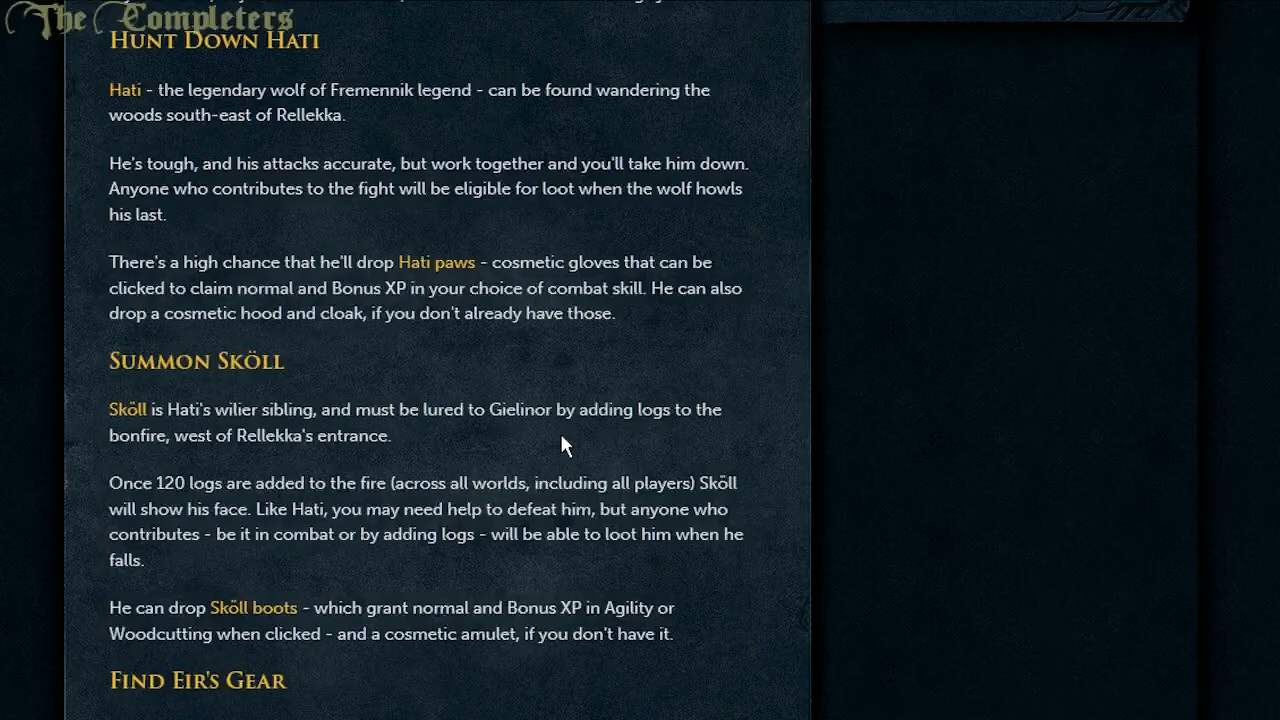 The Completers
Hunt Down Hati
Hati - the legendary wolf of Fremennik legend - can be found wandering the
woods south-east of Rellekka.
He's tough, and his attacks accurate, but work together and you'll take him down.
Anyone who contributes to the fight will be eligible for loot when the wolf howls
his last.
There's a high chance that he'll drop Hati paws - cosmetic gloves that can be
clicked to claim normal and Bonus XP in your choice of combat skill. He can also
drop a cosmetic hood and cloak, if you don't already have those.
Summon Sköll
Sköll is Hati's wilier sibling, and must be lured to Gielinor by adding logs to the
bonfire, west of Rellekka's entrance.
Once 120 logs are added to the fire (across all worlds, including all players) Sköll
will show his face. Like Hati, you may need help to defeat him, but anyone who
contributes - be it in combat or by adding logs - will be able to loot him when he
falls.
He can drop Sköll boots - which grant normal and Bonus XP in Agility or
Woodcutting when clicked - and a cosmetic amulet, if you don't have it.
Find Eir's Gear